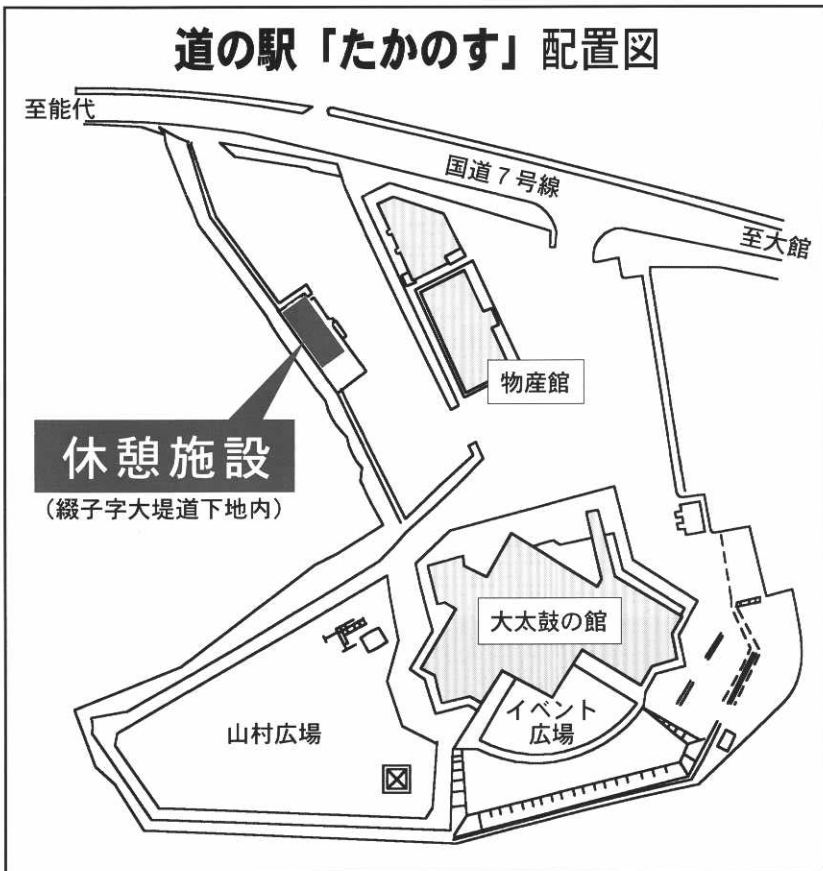 道の駅「たかのす」配置図
至能代
国道7号線
至大館
物産館
休憩施設
（綴子字大堤道下地内）
大太鼓の館
イベント
広場
山村広場